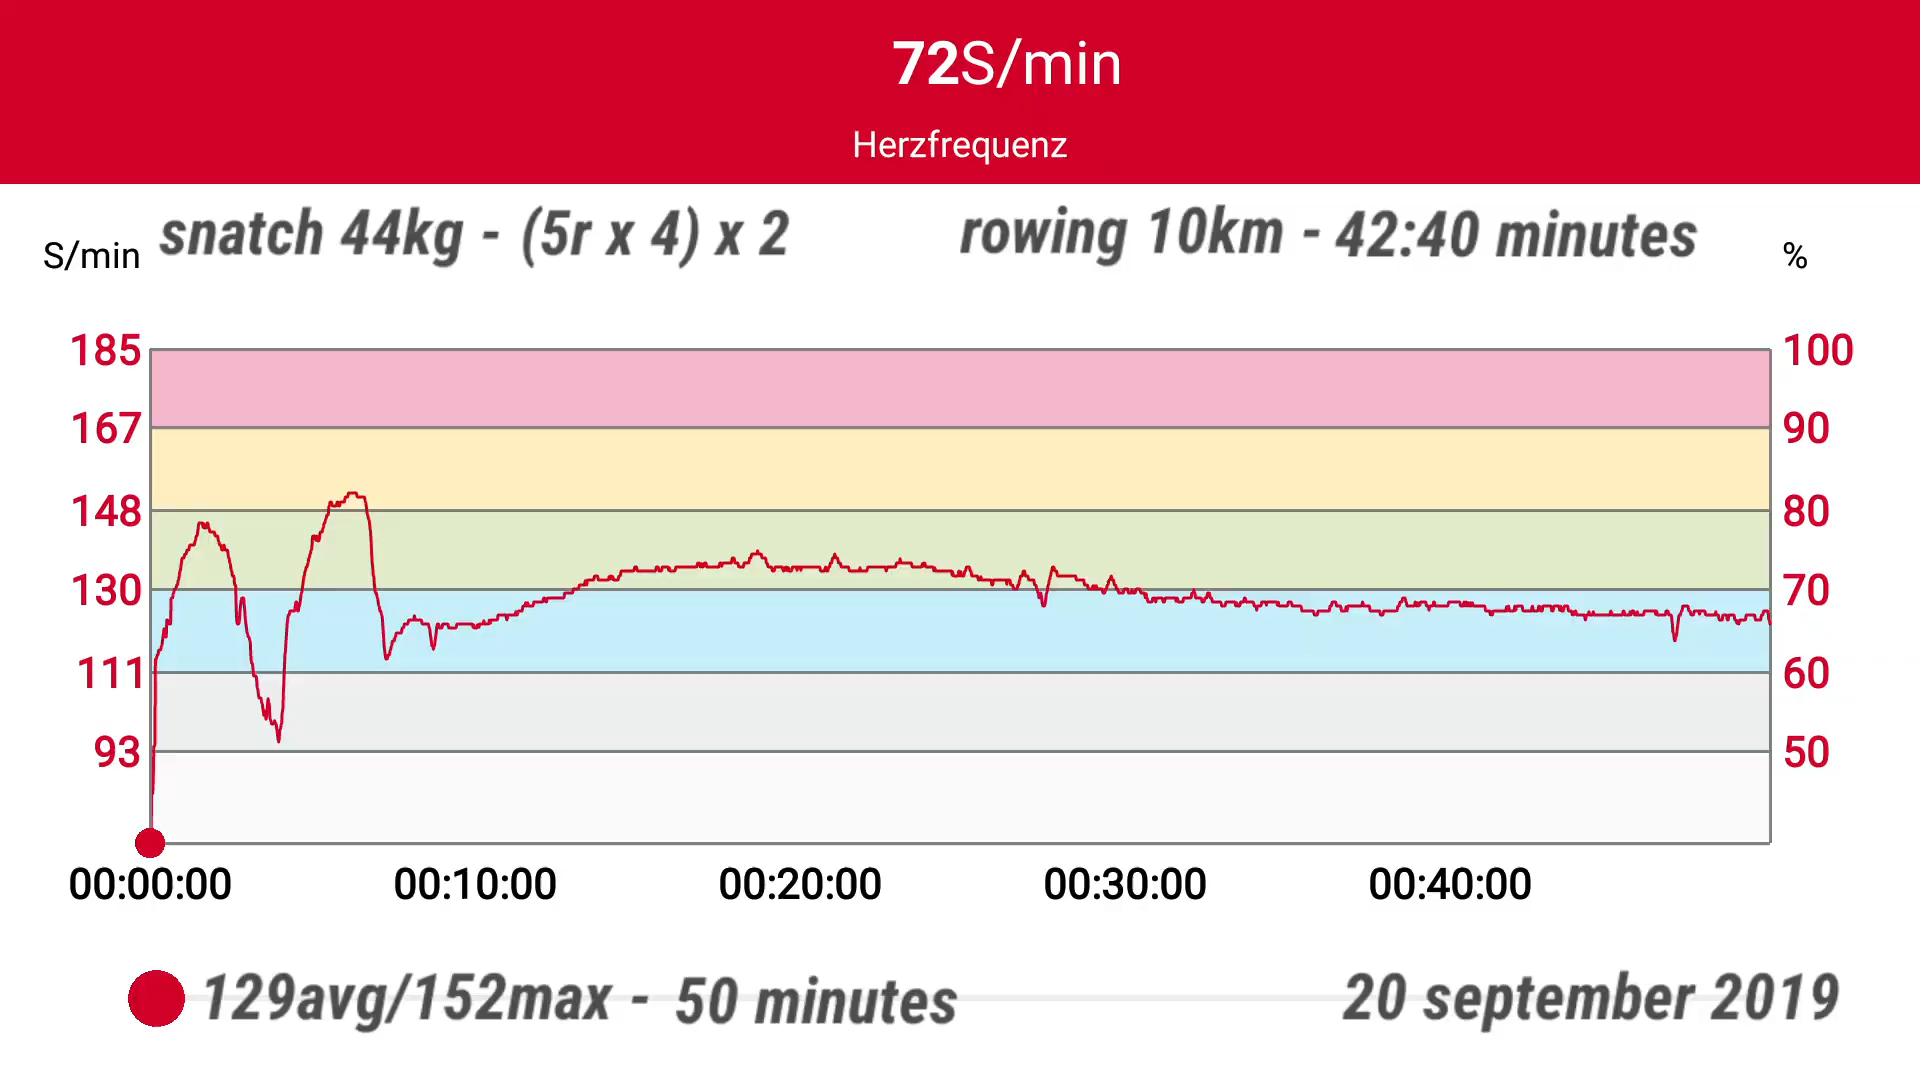 72S/min
Herzfrequenz
snatch 44kg - (5r x 4) x 2
rowing 10km - 42:40 minutes
S/min
%
185
100
167
90
148
80
130
70
111
60
93
50
00:00:00 00:10:00 00:20:00 00:30:00 00:40:00
129avg/152max - 50 minutes
20 september 2019